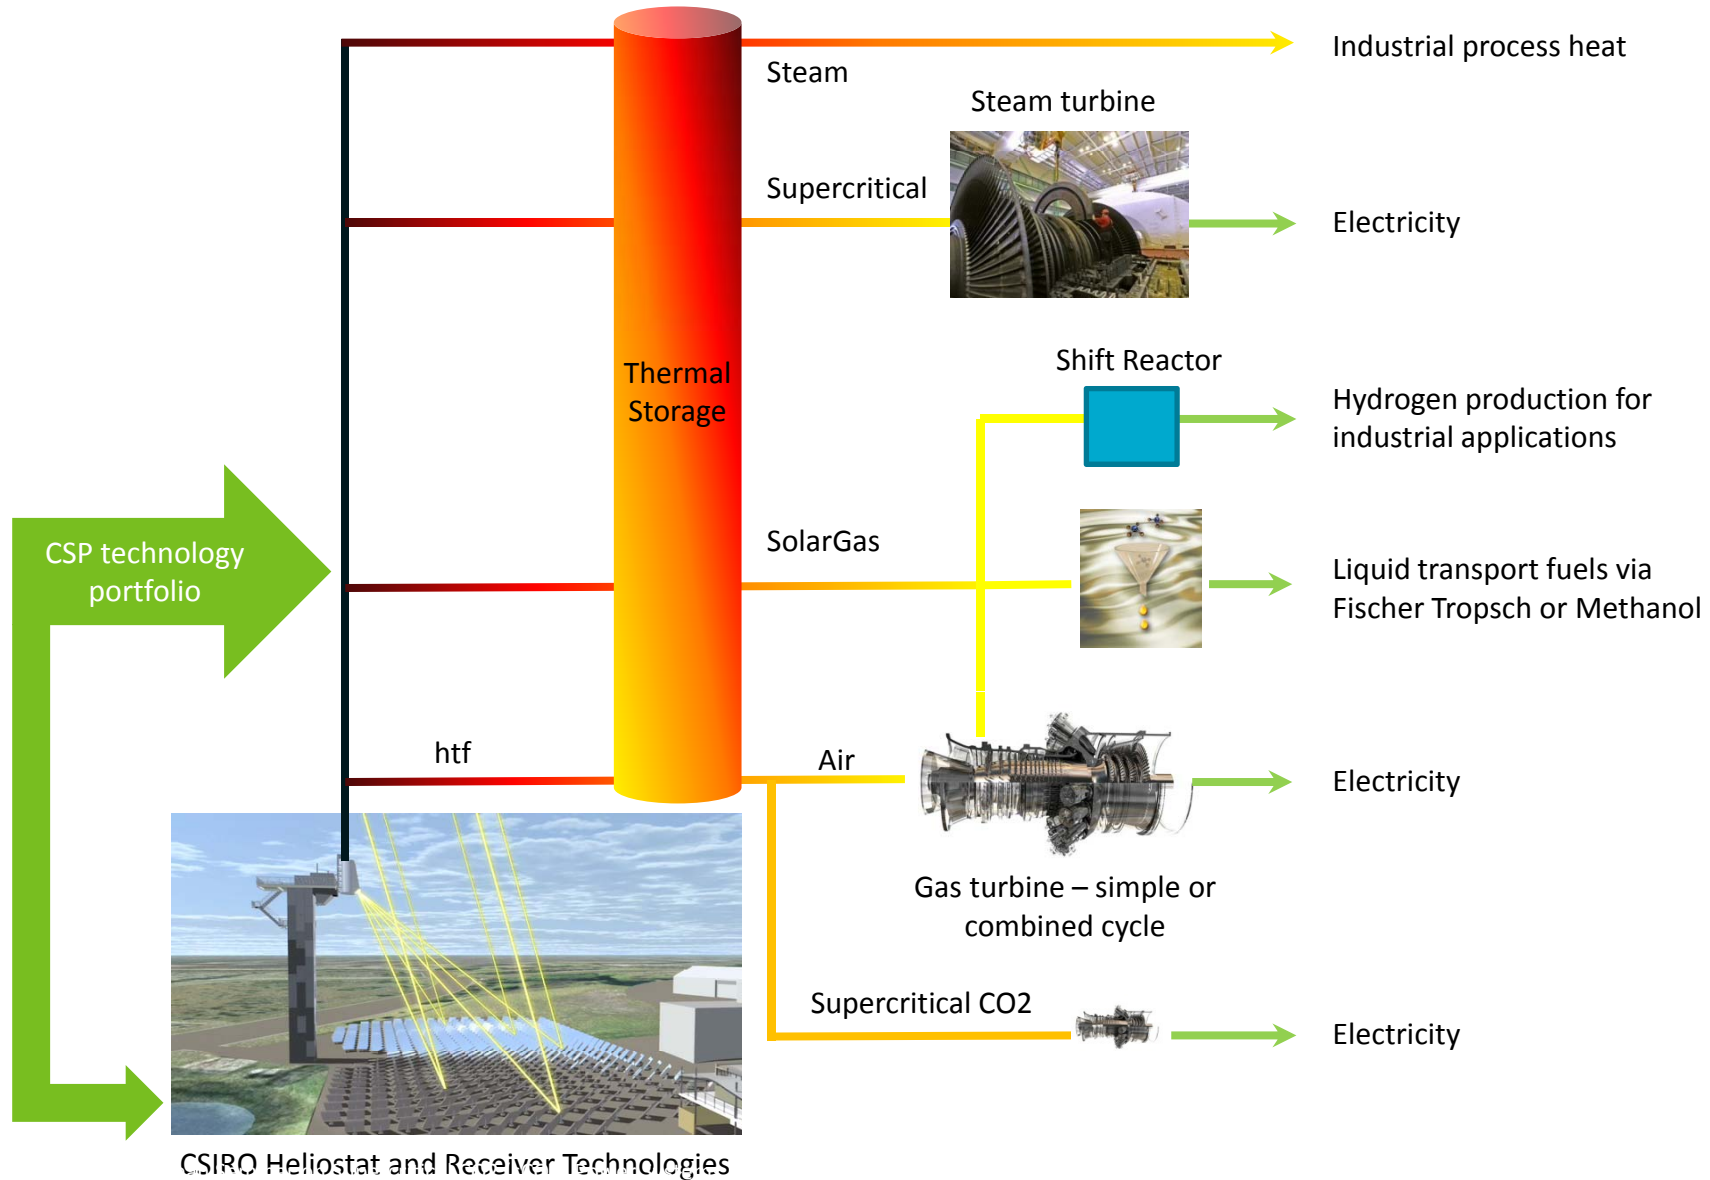 Industrial process heat
Steam
Steam turbine
Supercritical
Electricity
Shift Reactor
Thermal
Storage
Hydrogen production for
industrial applications
CSP technology
portfolio
SolarGas
Liquid transport fuels via
Fischer Tropsch or Methanol
htf
Air
Electricity
Gas turbine – simple or
combined cycle
Supercritical CO2
Electricity
CSIRO Heliostat and Receiver Technologies